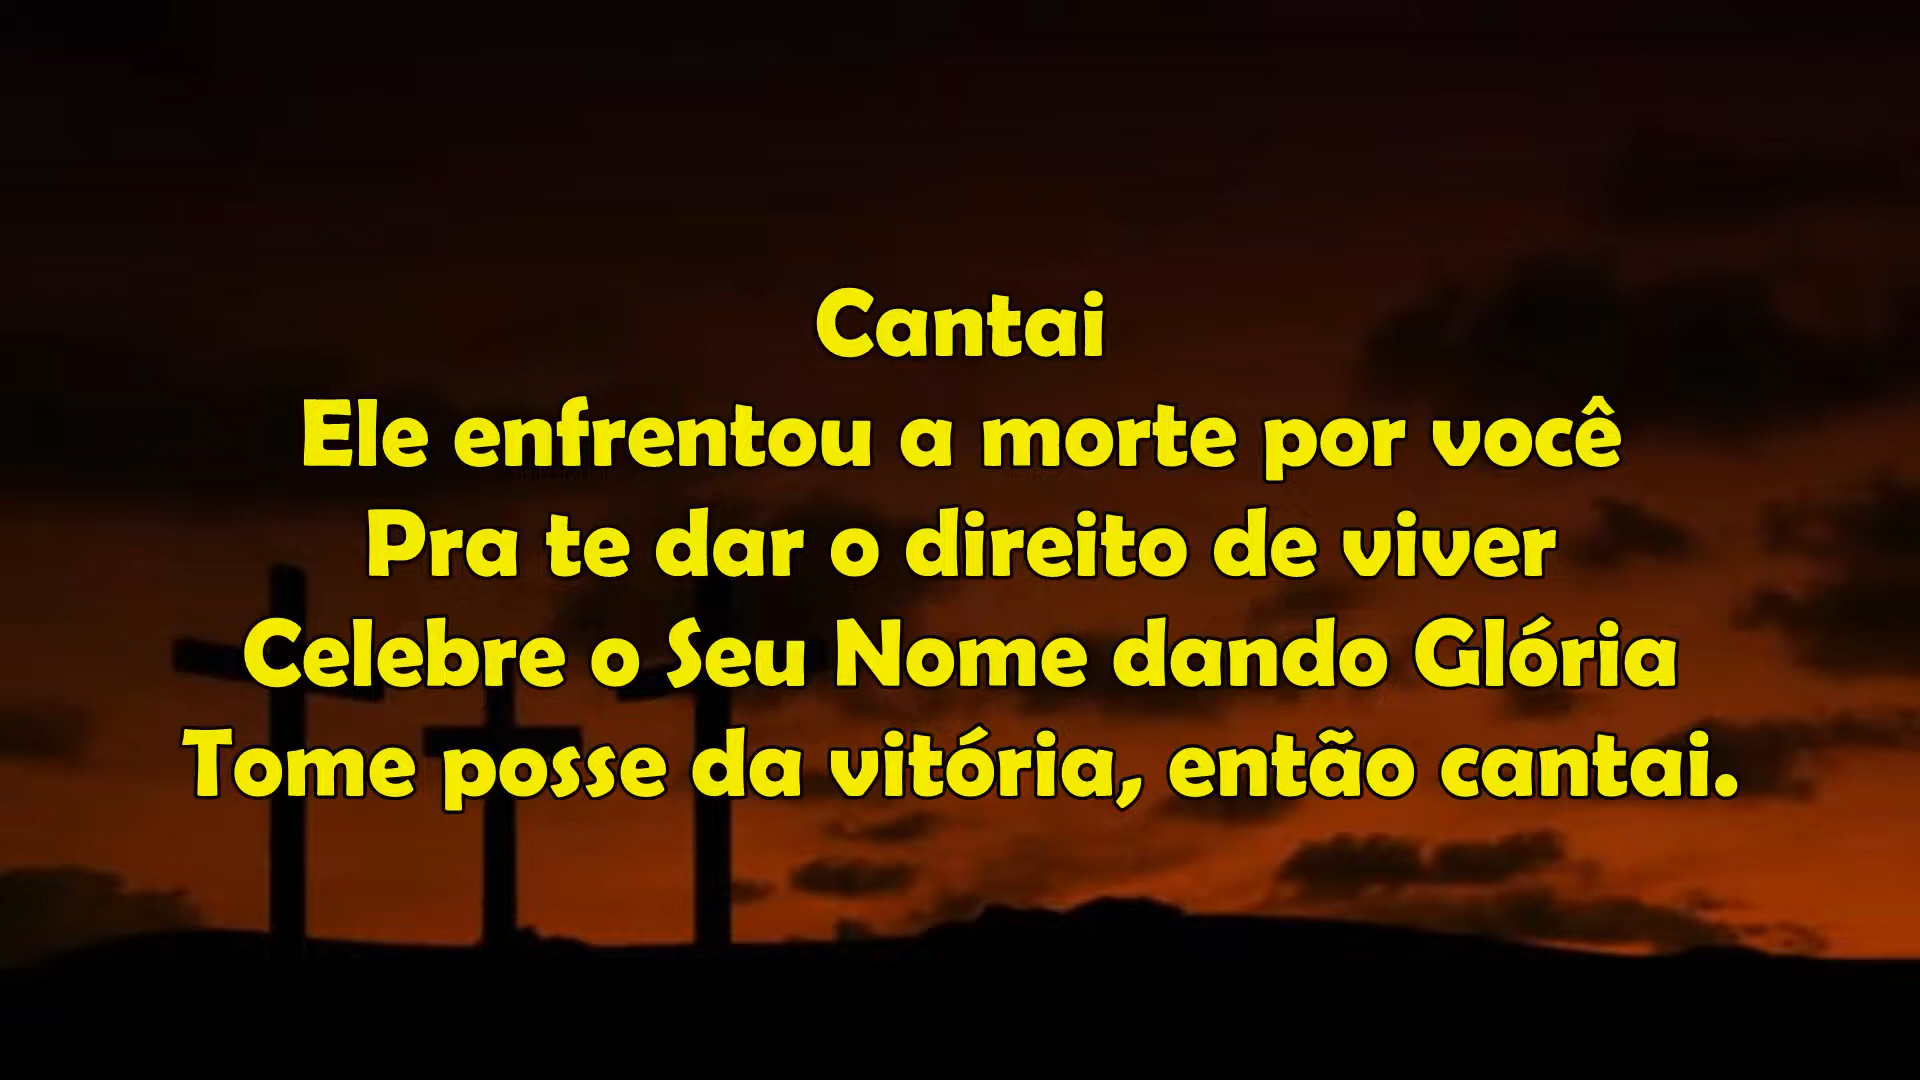 Cantai
Ele enfrentou a morte por você
Pra te dar o direito de viver
Celebre o Seu Nome dando Glória
Tome posse da vitória, então cantai.